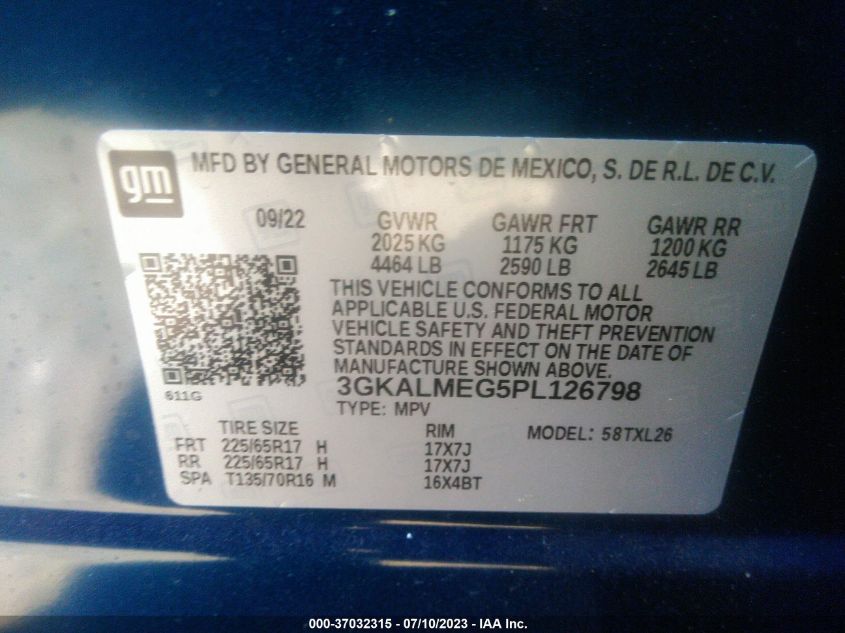 gm
MFD BY GENERAL MOTORS DE MEXICO, S. DE R.L. DE C.V.
09/22 GVWR GAWR FRT GAWR RR
2025 KG 1175 KG 1200 KG
4464 LB 2590 LB 2645 LB
THIS VEHICLE CONFORMS TO ALL
APPLICABLE U.S. FEDERAL MOTOR
VEHICLE SAFETY AND THEFT PREVENTION
STANDARDS IN EFFECT ON THE DATE OF
MANUFACTURE SHOWN ABOVE.
611G
3GKALMEG5PL126798
TYPE: MPV
TIRE SIZE RIM MODEL: 58TXL26
FRT 225/65R17 H 17X7J
RR 225/65R17 H 17X7J
SPA T135/70R16 M 16X4BT
000-37032315 - 07/10/2023 - IAA Inc.